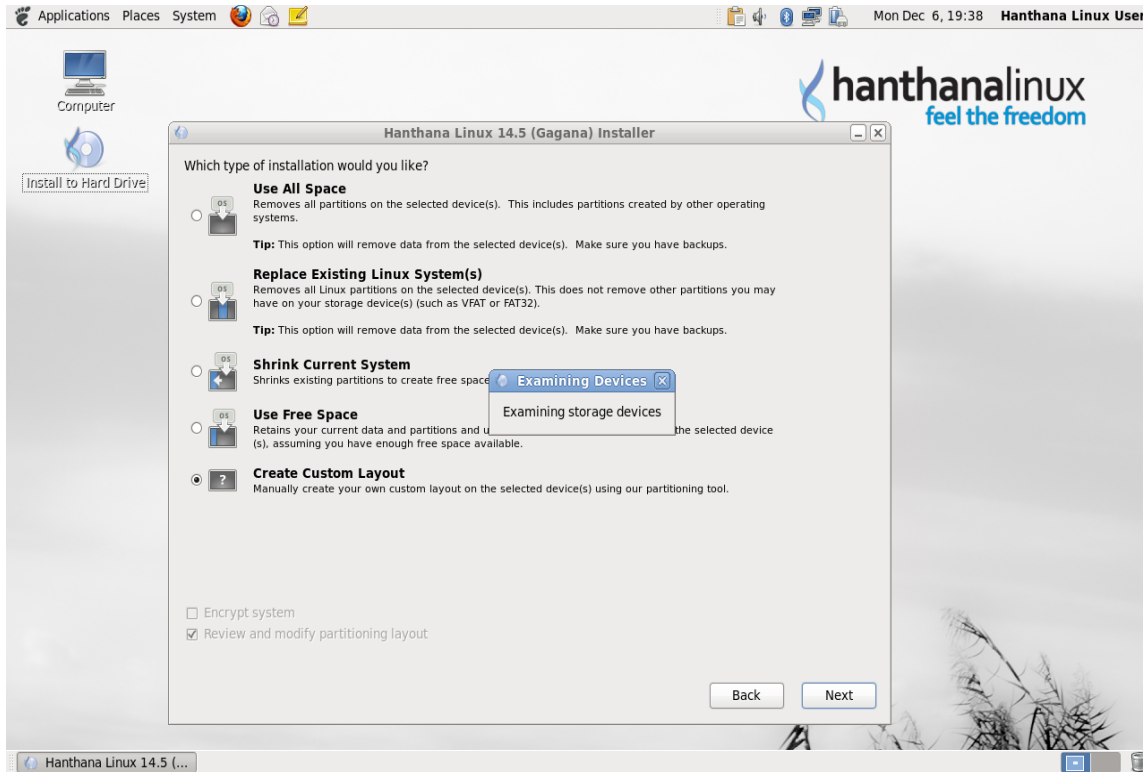 Applications Places System
Mon Dec 6, 19:38 Hanthana Linux User
Computer
Install to Hard Drive
hanthanalinux
feel the freedom
Hanthana Linux 14.5 (Gagana) Installer
Which type of installation would you like?
OS
Use All Space
Removes all partitions on the selected device(s). This includes partitions created by other operating
systems.
Tip: This option will remove data from the selected device(s). Make sure you have backups.
OS
Replace Existing Linux System(s)
Removes all Linux partitions on the selected device(s). This does not remove other partitions you may
have on your storage device(s) (such as VFAT or FAT32).
Tip: This option will remove data from the selected device(s). Make sure you have backups.
OS
Shrink Current System
Shrinks existing partitions to create free space
Examining Devices
Examining storage devices
OS
Use Free Space
Retains your current data and partitions and u
the selected device
(s), assuming you have enough free space available.
?
Create Custom Layout
Manually create your own custom layout on the selected device(s) using our partitioning tool.
Encrypt system
Review and modify partitioning layout
Back
Next
Hanthana Linux 14.5 (...